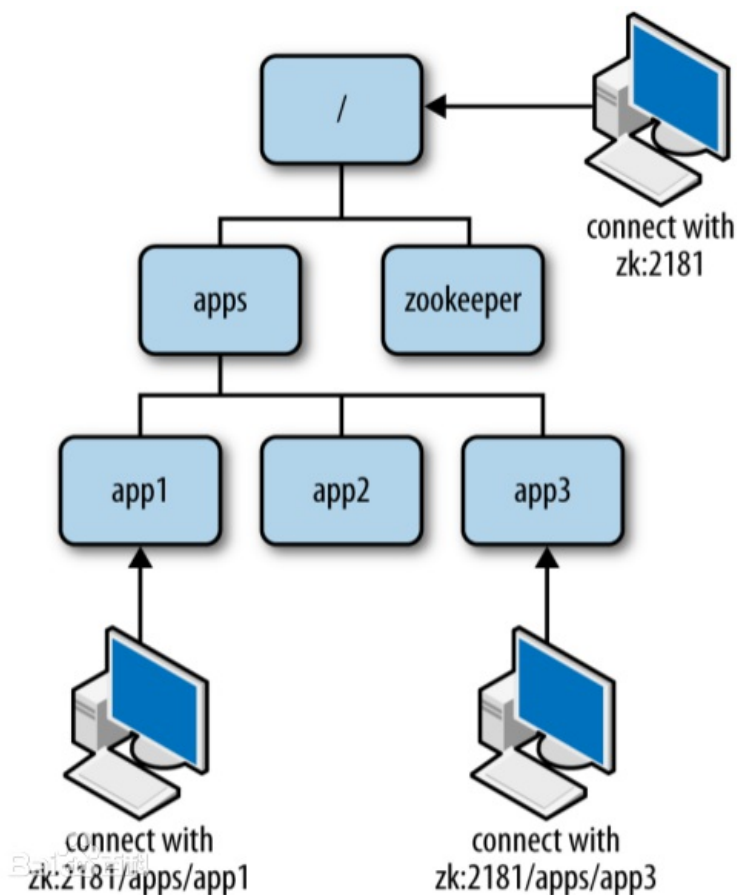 /
connect with
zk:2181
apps
zookeeper
app1
app2
app3
connect with
zk:2181/apps/app1
connect with
zk:2181/apps/app3